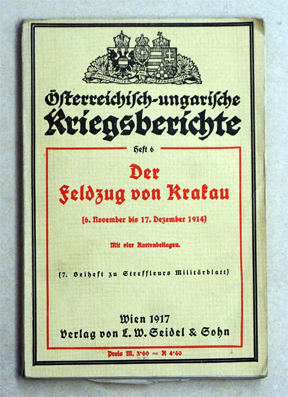 Österreichisch-ungarische
Kriegsberichte
Heft 6
Der
Feldzug von Krakau
(6. November bis 17. Dezember 1914)
Mit vier Kartenbeilagen.
(7. Beiheft zu Streffleurs Militärblatt)
Wien 1917
Verlag von L. W. Seidel & Sohn
Preis M. 3·60 — K 4·40